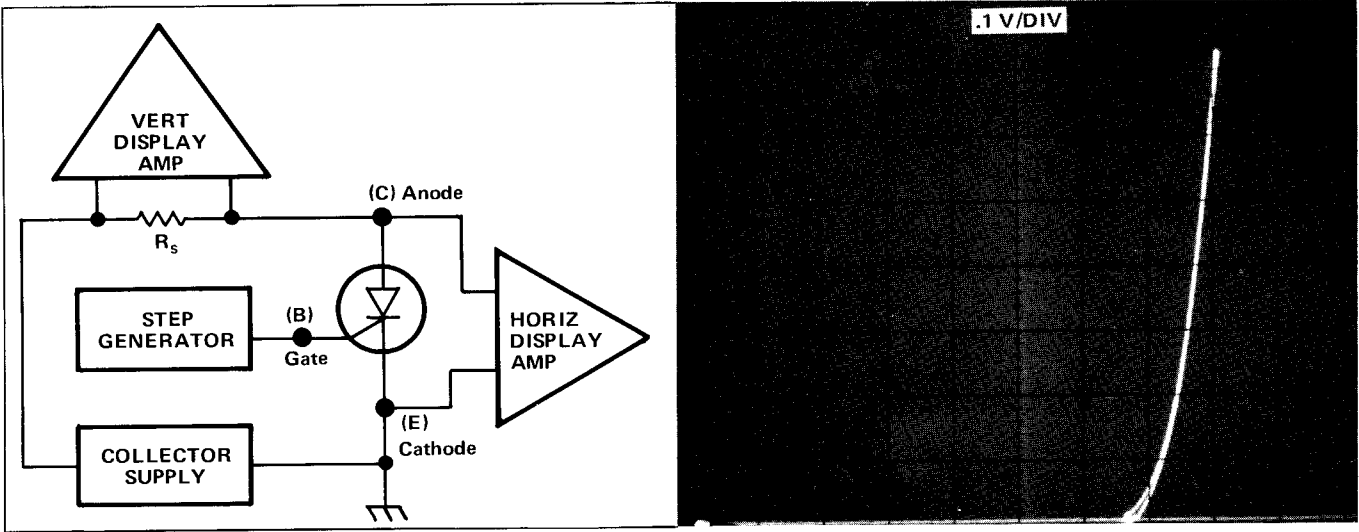 VERT
DISPLAY
AMP
(C) Anode
Rs
STEP
GENERATOR
(B)
Gate
HORIZ
DISPLAY
AMP
(E)
Cathode
COLLECTOR
SUPPLY
.1 V/DIV